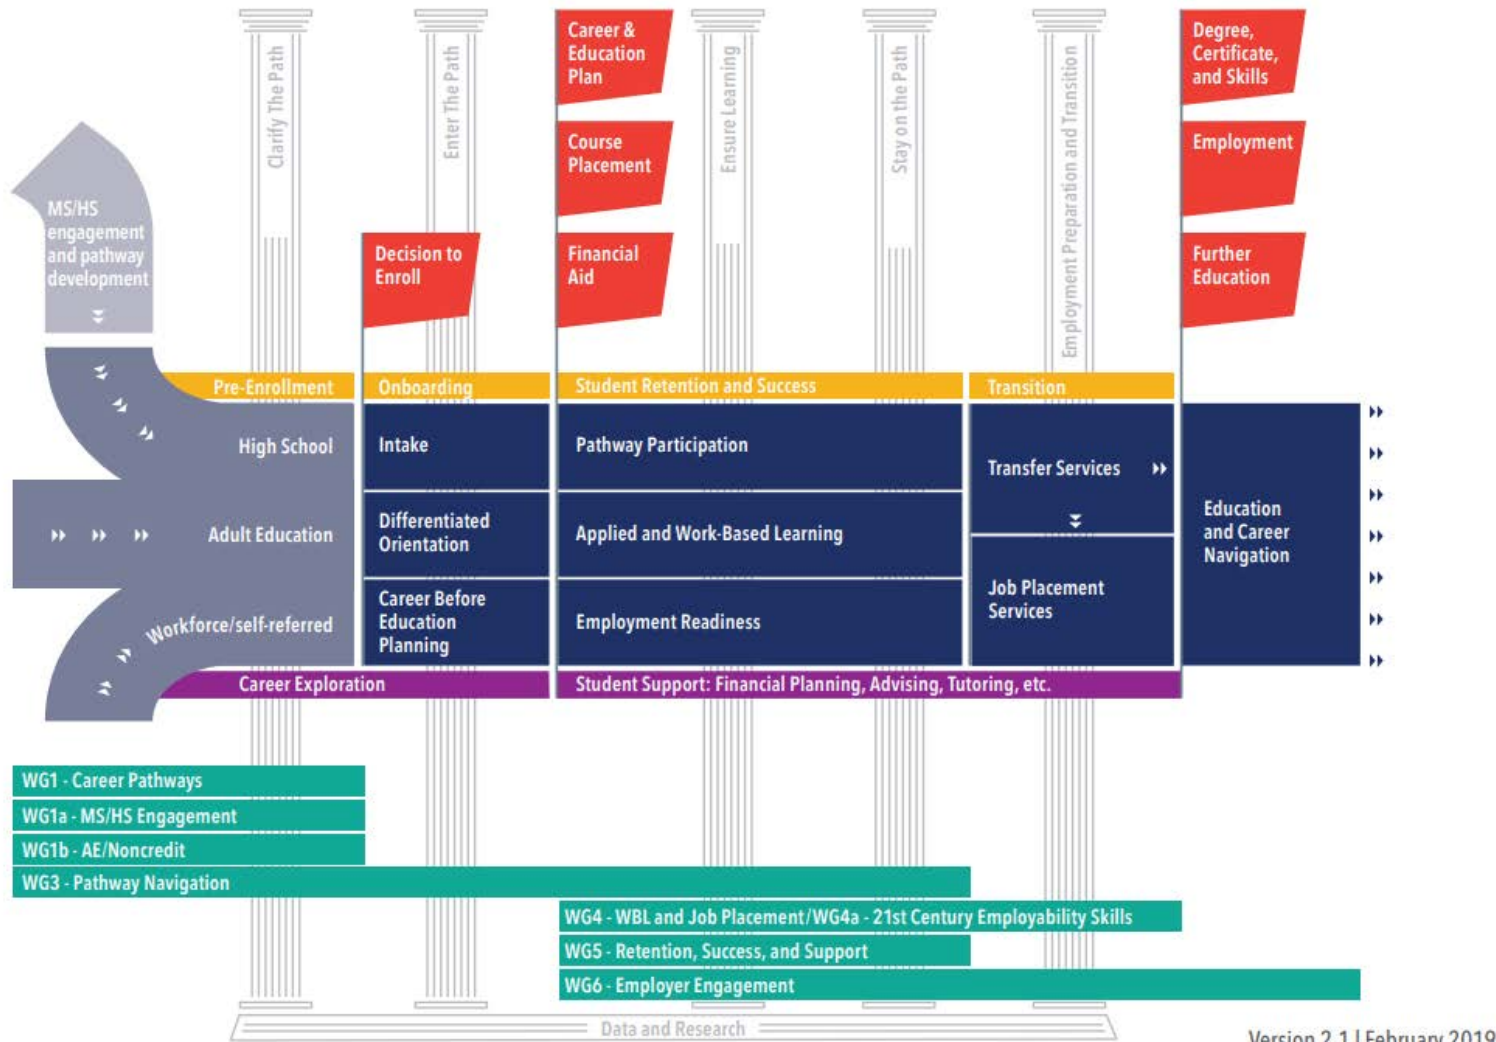 Clarify The Path
Enter The Path
Ensure Learning
Stay on the Path
Employment Preparation and Transition
Career &
Education
Plan
Course
Placement
Financial
Aid
Decision to
Enroll
Degree,
Certificate,
and Skills
Employment
Further
Education
MS/HS
engagement
and pathway
development
Pre-Enrollment
Onboarding
Student Retention and Success
Transition
High School
Adult Education
Workforce/self-referred
Intake
Differentiated
Orientation
Career Before
Education
Planning
Pathway Participation
Applied and Work-Based Learning
Employment Readiness
Transfer Services
Job Placement
Services
Education
and Career
Navigation
Career Exploration
Student Support: Financial Planning, Advising, Tutoring, etc.
WG1 - Career Pathways
WG1a - MS/HS Engagement
WG1b - AE/Noncredit
WG3 - Pathway Navigation
WG4 - WBL and Job Placement/WG4a - 21st Century Employability Skills
WG5 - Retention, Success, and Support
WG6 - Employer Engagement
Data and Research
Version 2.1 | February 2019